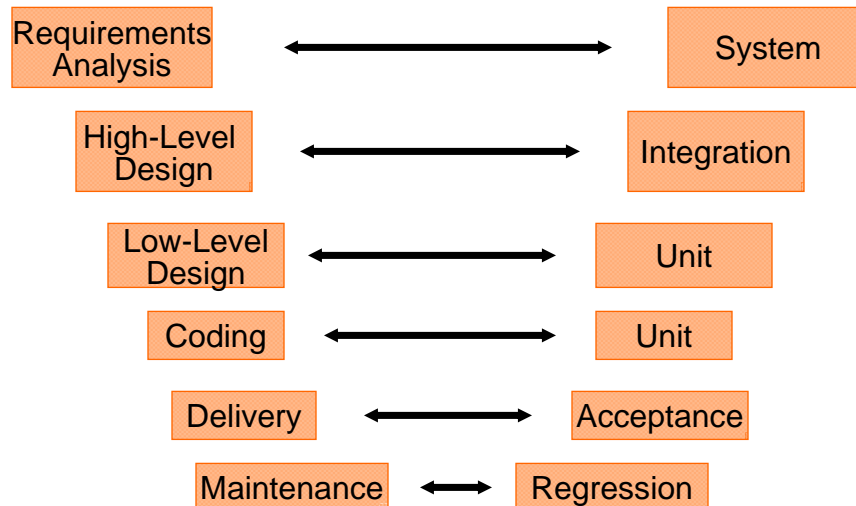 Requirements
Analysis
System
High-Level
Design
Integration
Low-Level
Design
Unit
Coding
Unit
Delivery
Acceptance
Maintenance
Regression